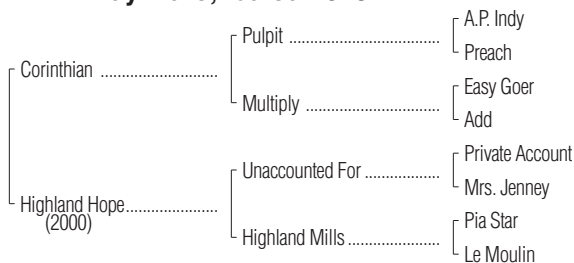 A.P. Indy
Pulpit
Preach
Corinthian
Easy Goer
Multiply
Add
Private Account
Unaccounted For
Mrs. Jenney
Highland Hope
(2000)
Pia Star
Highland Mills
Le Moulin